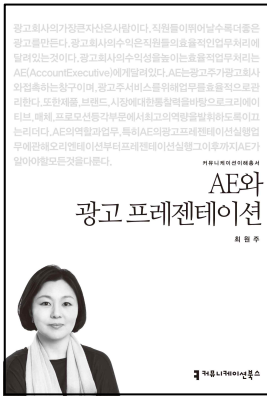 광고회사의가장큰자산은사람이다. 직원들이뛰어날수록더좋은
광고를만든다. 광고회사의수익은직원들의효율적인업무처리에
달려있는것이다. 광고회사의수익성을높이는효율적업무처리는
AE(AccountExecutive)에게달려있다. AE는광고주가광고회사
와접촉하는창구이며, 광고주서비스를위해업무를효율적으로관
리한다. 또한제품, 브랜드, 시장에대한통찰력을바탕으로크리에이
티브, 매체, 프로모션등각부문에서최고의역량을발휘하도록이끄
는리더다. AE의역할과업무, 특히AE의광고프레젠테이션실행업
무에관해오리엔테이션부터프레젠테이션실행그이후까지AE가
알아야할모든것을다룬다.
커뮤니케이션이해총서
AE와
광고 프레젠테이션
최원주
커뮤니케이션북스